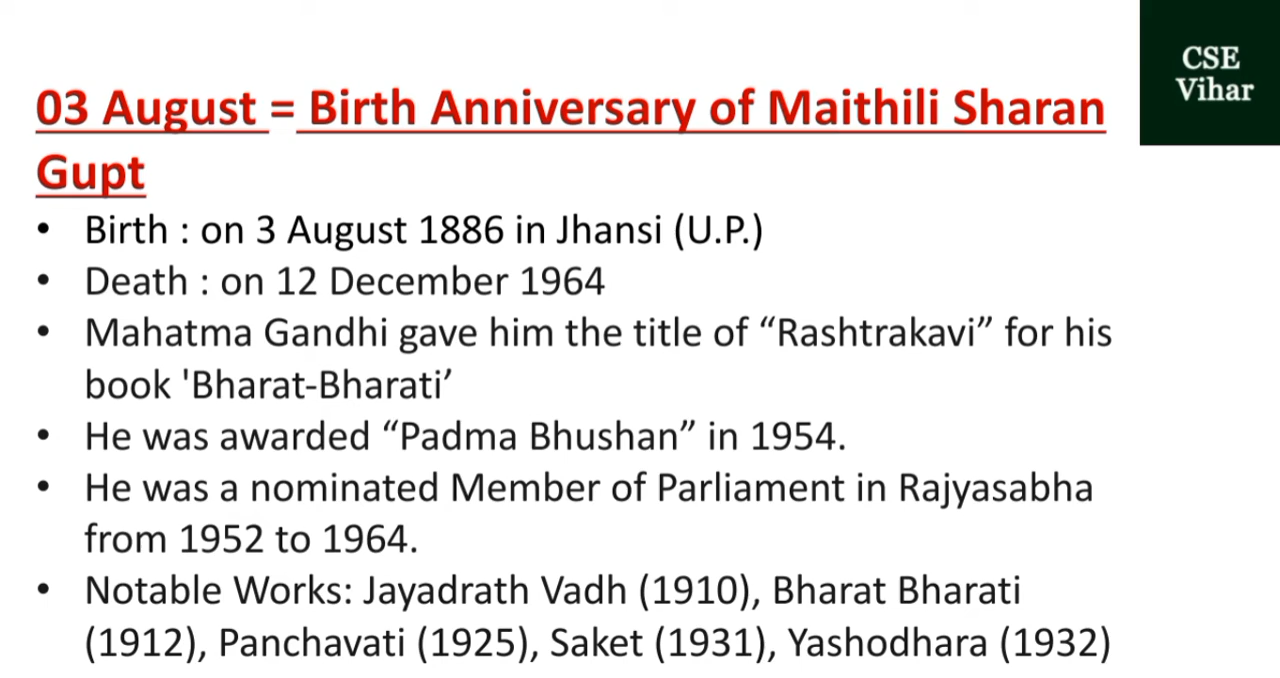 CSE
Vihar
03 August = Birth Anniversary of Maithili Sharan
Gupt
• Birth : on 3 August 1886 in Jhansi (U.P.)
• Death : on 12 December 1964
• Mahatma Gandhi gave him the title of “Rashtrakavi” for his
book 'Bharat-Bharati’
• He was awarded “Padma Bhushan” in 1954.
• He was a nominated Member of Parliament in Rajyasabha
from 1952 to 1964.
• Notable Works: Jayadrath Vadh (1910), Bharat Bharati
(1912), Panchavati (1925), Saket (1931), Yashodhara (1932)